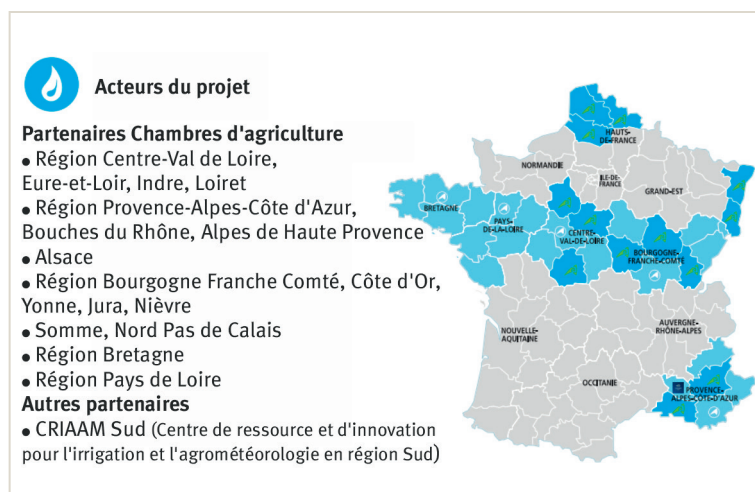 Acteurs du projet
Partenaires Chambres d'agriculture
● Région Centre-Val de Loire,
Eure-et-Loir, Indre, Loiret
● Région Provence-Alpes-Côte d'Azur,
Bouches du Rhône, Alpes de Haute Provence
● Alsace
● Région Bourgogne Franche Comté, Côte d'Or,
Yonne, Jura, Nièvre
● Somme, Nord Pas de Calais
● Région Bretagne
● Région Pays de Loire
Autres partenaires
● CRIAAM Sud (Centre de ressource et d'innovation
pour l'irrigation et l'agrométéorologie en région Sud)
HAUTS-
DE-FRANCE
NORMANDIE
ILE-DE-
FRANCE
GRAND-EST
BRETAGNE
PAYS-
DE-LA-LOIRE
CENTRE-
VAL-DE-LOIRE
BOURGOGNE-
FRANCHE-COMTÉ
NOUVELLE-
AQUITAINE
AUVERGNE-
RHÔNE-ALPES
OCCITANIE
PROVENCE-
ALPES-CÔTE-D'AZUR